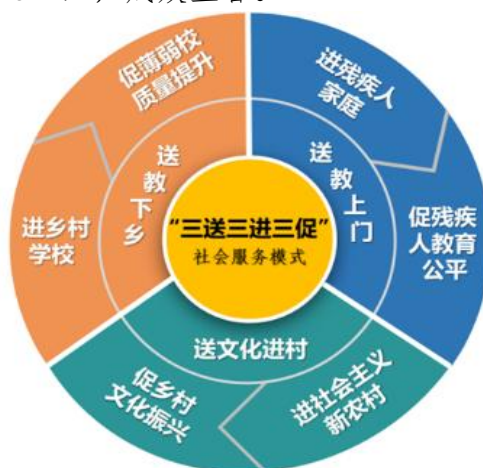 促薄弱校
质量提升
进残疾人
家庭
送教下乡
送教上门
进乡村
学校
“三送三进三促”
社会服务模式
促残疾
人教育
公平
送文化进村
促乡村
文化振兴
进社会主义
新农村